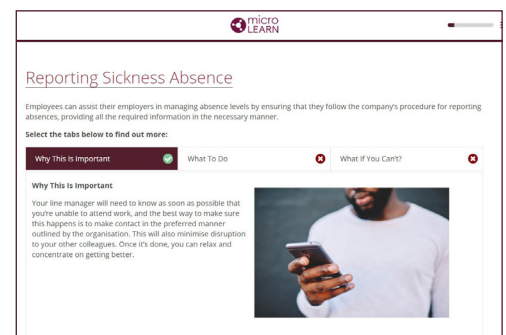 micro
LEARN
Reporting Sickness Absence
Employees can assist their employers in managing absence levels by ensuring that they follow the company's procedure for reporting
absences, providing all the required information in the necessary manner.
Select the tabs below to find out more:
Why This Is Important
What To Do
What If You Can't?
Why This Is Important
Your line manager will need to know as soon as possible that
you're unable to attend work, and the best way to make sure
this happens is to make contact in the preferred manner
outlined by the organisation. This will also minimise disruption
to your other colleagues. Once it's done, you can relax and
concentrate on getting better.